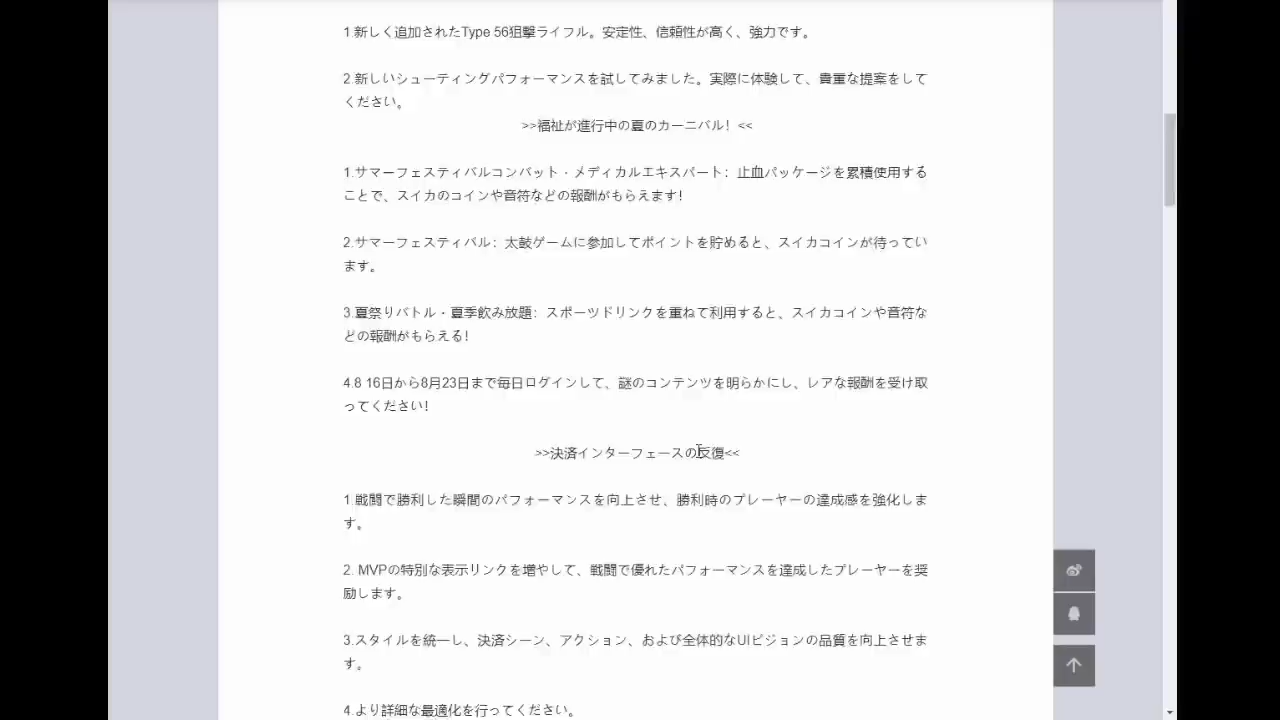 1.新しく追加されたType 56狙撃ライフル。安定性、信頼性が高く、強力です。
2.新しいシューティングパフォーマンスを試してみました。実際に体験して、貴重な提案をして
ください。
>>福祉が進行中の夏のカーニバル！<<
1.サマーフェスティバルコンバット・メディカルエキスパート：止血パッケージを累積使用する
ことで、スイカのコインや音符などの報酬がもらえます！
2.サマーフェスティバル：太鼓ゲームに参加してポイントを貯めると、スイカコインが待ってい
ます。
3.夏祭りバトル・夏季飲み放題：スポーツドリンクを重ねて利用すると、スイカコインや音符な
どの報酬がもらえる！
4.8 16日から8月23日まで毎日ログインして、謎のコンテンツを明らかにし、レアな報酬を受け取
ってください！
>>決済インターフェースの反復<<
1.戦闘で勝利した瞬間のパフォーマンスを向上させ、勝利時のプレーヤーの達成感を強化しま
す。
2. MVPの特別な表示リンクを増やして、戦闘で優れたパフォーマンスを達成したプレーヤーを奨
励します。
3.スタイルを統一し、決済シーン、アクション、および全体的なUIビジョンの品質を向上させま
す。
4.より詳細な最適化を行ってください。